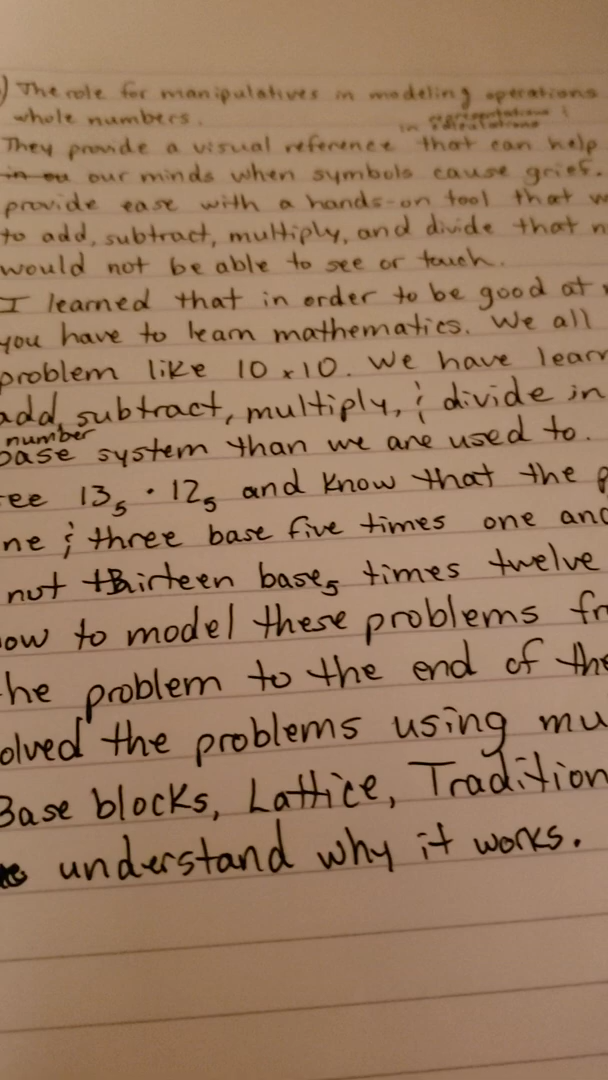 ) The role for manipulatives in modeling operations
whole numbers.
in representations &
They provide a visual reference that can help
our minds when symbols cause grief.
provide ease with a hands-on tool that w
to add, subtract, multiply, and divide that n
would not be able to see or touch.
I learned that in order to be good at
you have to learn mathematics. We all
problem like 10 x 10. We have learn
add, subtract, multiply, & divide in
number
base system than we are used to.
ee 13₅ · 12₅ and know that the p
ne & three base five times one and
not thirteen base₅ times twelve
ow to model these problems fr
he problem to the end of the
olved the problems using mu
Base blocks, Lattice, Tradition
understand why it works.